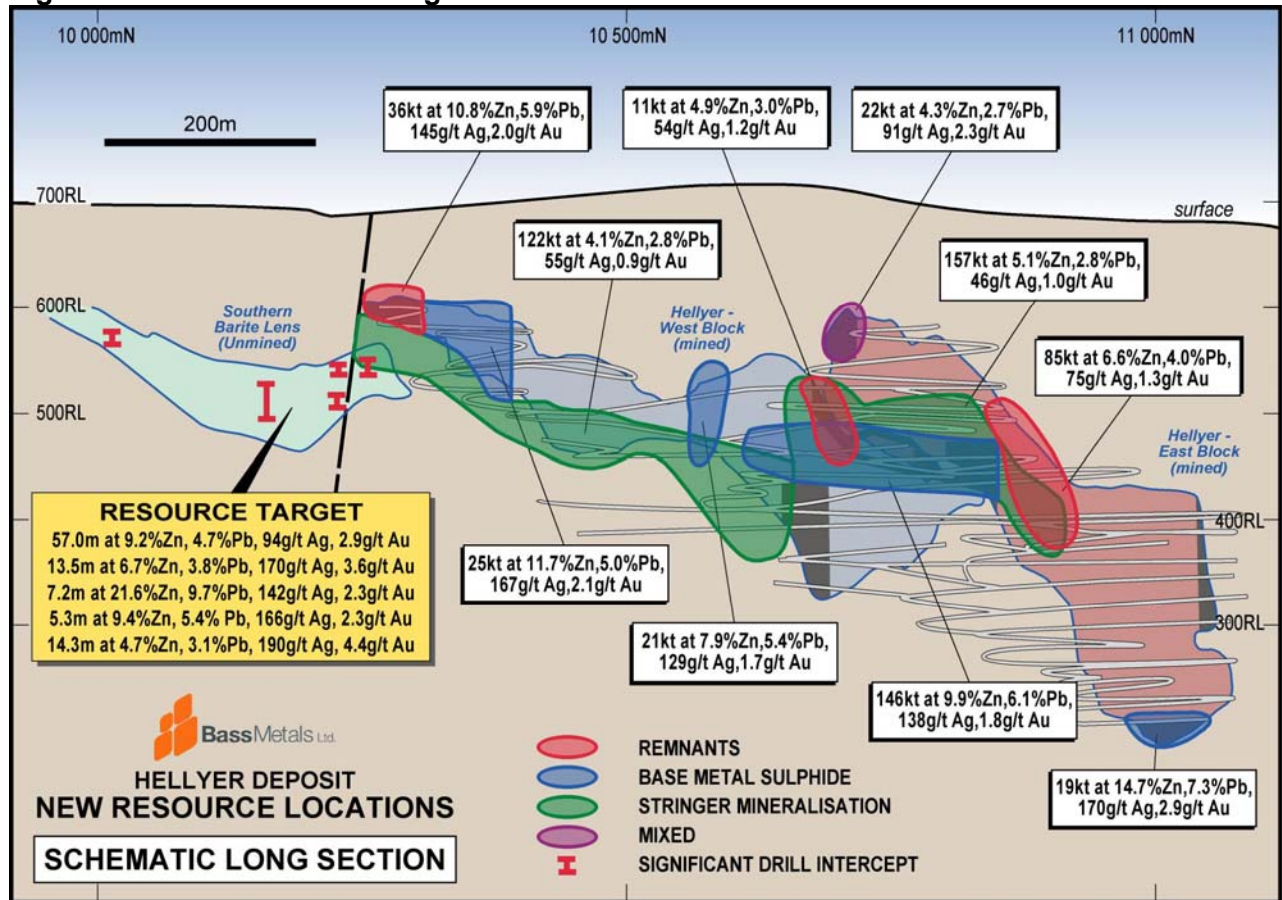 10 000mN
10 500mN
11 000mN
200m
36kt at 10.8%Zn,5.9%Pb,
145g/t Ag,2.0g/t Au
11kt at 4.9%Zn,3.0%Pb,
54g/t Ag,1.2g/t Au
22kt at 4.3%Zn,2.7%Pb,
91g/t Ag,2.3g/t Au
700RL
surface
122kt at 4.1%Zn,2.8%Pb,
55g/t Ag,0.9g/t Au
157kt at 5.1%Zn,2.8%Pb,
46g/t Ag,1.0g/t Au
600RL
Southern
Barite Lens
(Unmined)
Hellyer -
West Block
(mined)
85kt at 6.6%Zn,4.0%Pb,
75g/t Ag,1.3g/t Au
500RL
Hellyer -
East Block
(mined)
RESOURCE TARGET
57.0m at 9.2%Zn, 4.7%Pb, 94g/t Ag, 2.9g/t Au
13.5m at 6.7%Zn, 3.8%Pb, 170g/t Ag, 3.6g/t Au
7.2m at 21.6%Zn, 9.7%Pb, 142g/t Ag, 2.3g/t Au
5.3m at 9.4%Zn, 5.4% Pb, 166g/t Ag, 2.3g/t Au
14.3m at 4.7%Zn, 3.1%Pb, 190g/t Ag, 4.4g/t Au
400RL
25kt at 11.7%Zn,5.0%Pb,
167g/t Ag,2.1g/t Au
300RL
21kt at 7.9%Zn,5.4%Pb,
129g/t Ag,1.7g/t Au
146kt at 9.9%Zn,6.1%Pb,
138g/t Ag,1.8g/t Au
19kt at 14.7%Zn,7.3%Pb,
170g/t Ag,2.9g/t Au
BassMetals Ltd.
HELLYER DEPOSIT
NEW RESOURCE LOCATIONS
SCHEMATIC LONG SECTION
REMNANTS
BASE METAL SULPHIDE
STRINGER MINERALISATION
MIXED
SIGNIFICANT DRILL INTERCEPT